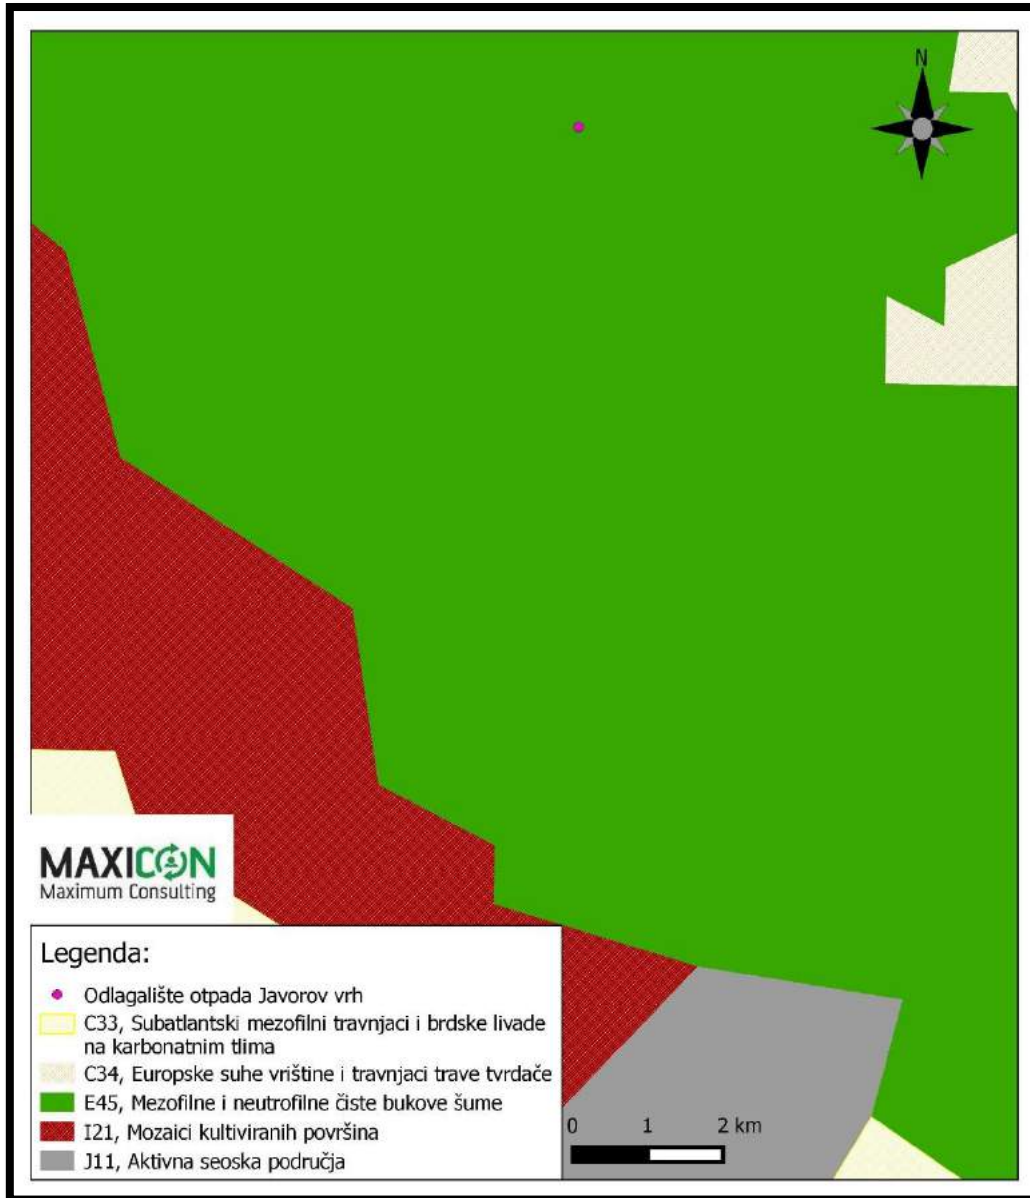 N
MAXICON
Maximum Consulting
Legenda:
Odlagalište otpada Javorov vrh
C33, Subatlantski mezofilni travnjaci i brdske livade
na karbonatnim tlima
C34, Europske suhe vrištine i travnjaci trave tvrdače
E45, Mezofilne i neutrofilne čiste bukove šume
I21, Mozaici kultiviranih površina
J11, Aktivna seoska područja
0 1 2 km